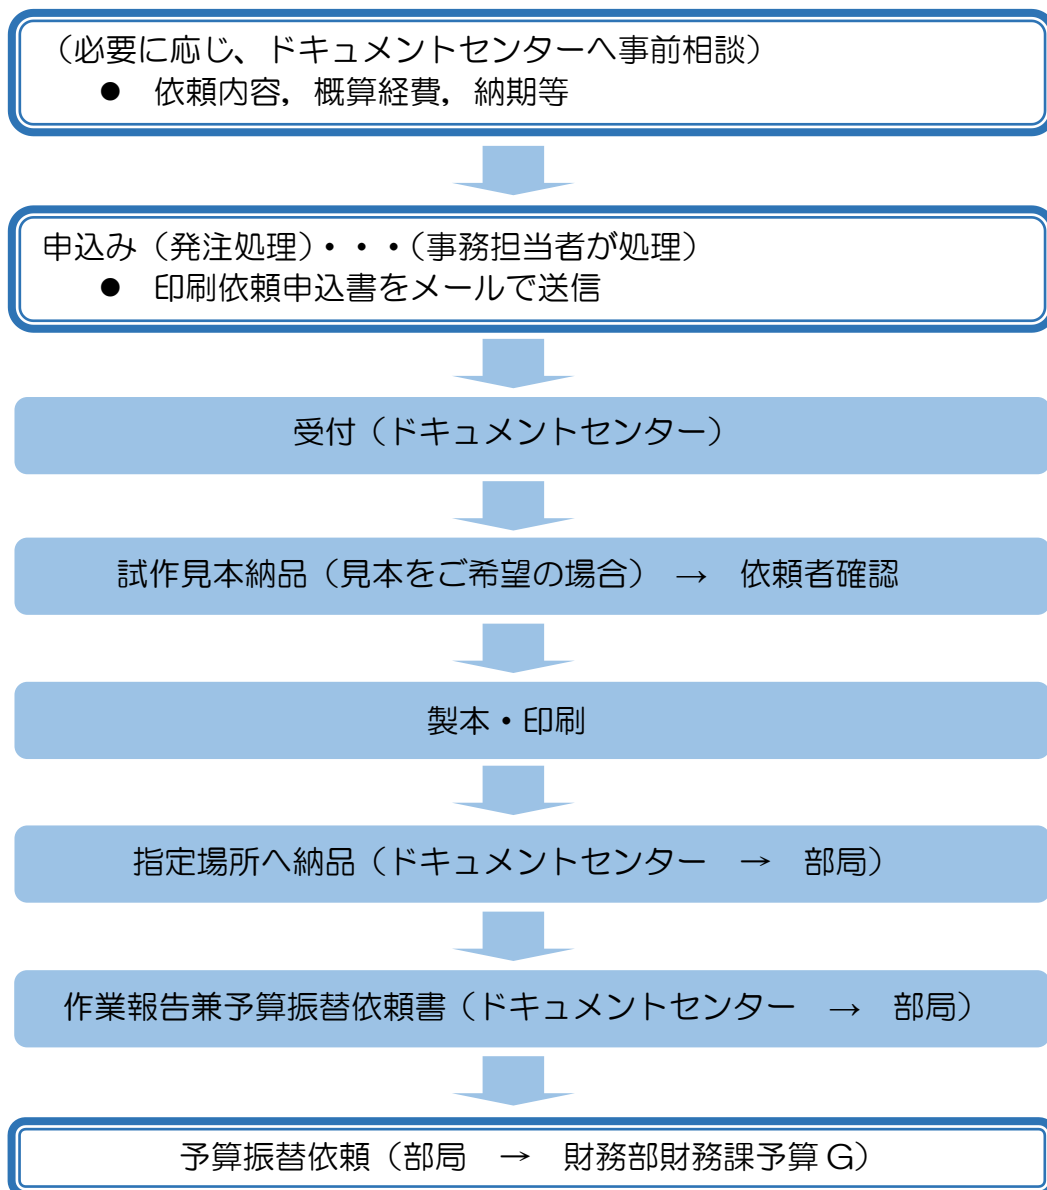 （必要に応じ、ドキュメントセンターへ事前相談）
● 依頼内容，概算経費，納期等
申込み（発注処理）・・・（事務担当者が処理）
● 印刷依頼申込書をメールで送信
受付（ドキュメントセンター）
試作見本納品（見本をご希望の場合） → 依頼者確認
製本・印刷
指定場所へ納品（ドキュメントセンター → 部局）
作業報告兼予算振替依頼書（ドキュメントセンター → 部局）
予算振替依頼（部局 → 財務部財務課予算G）